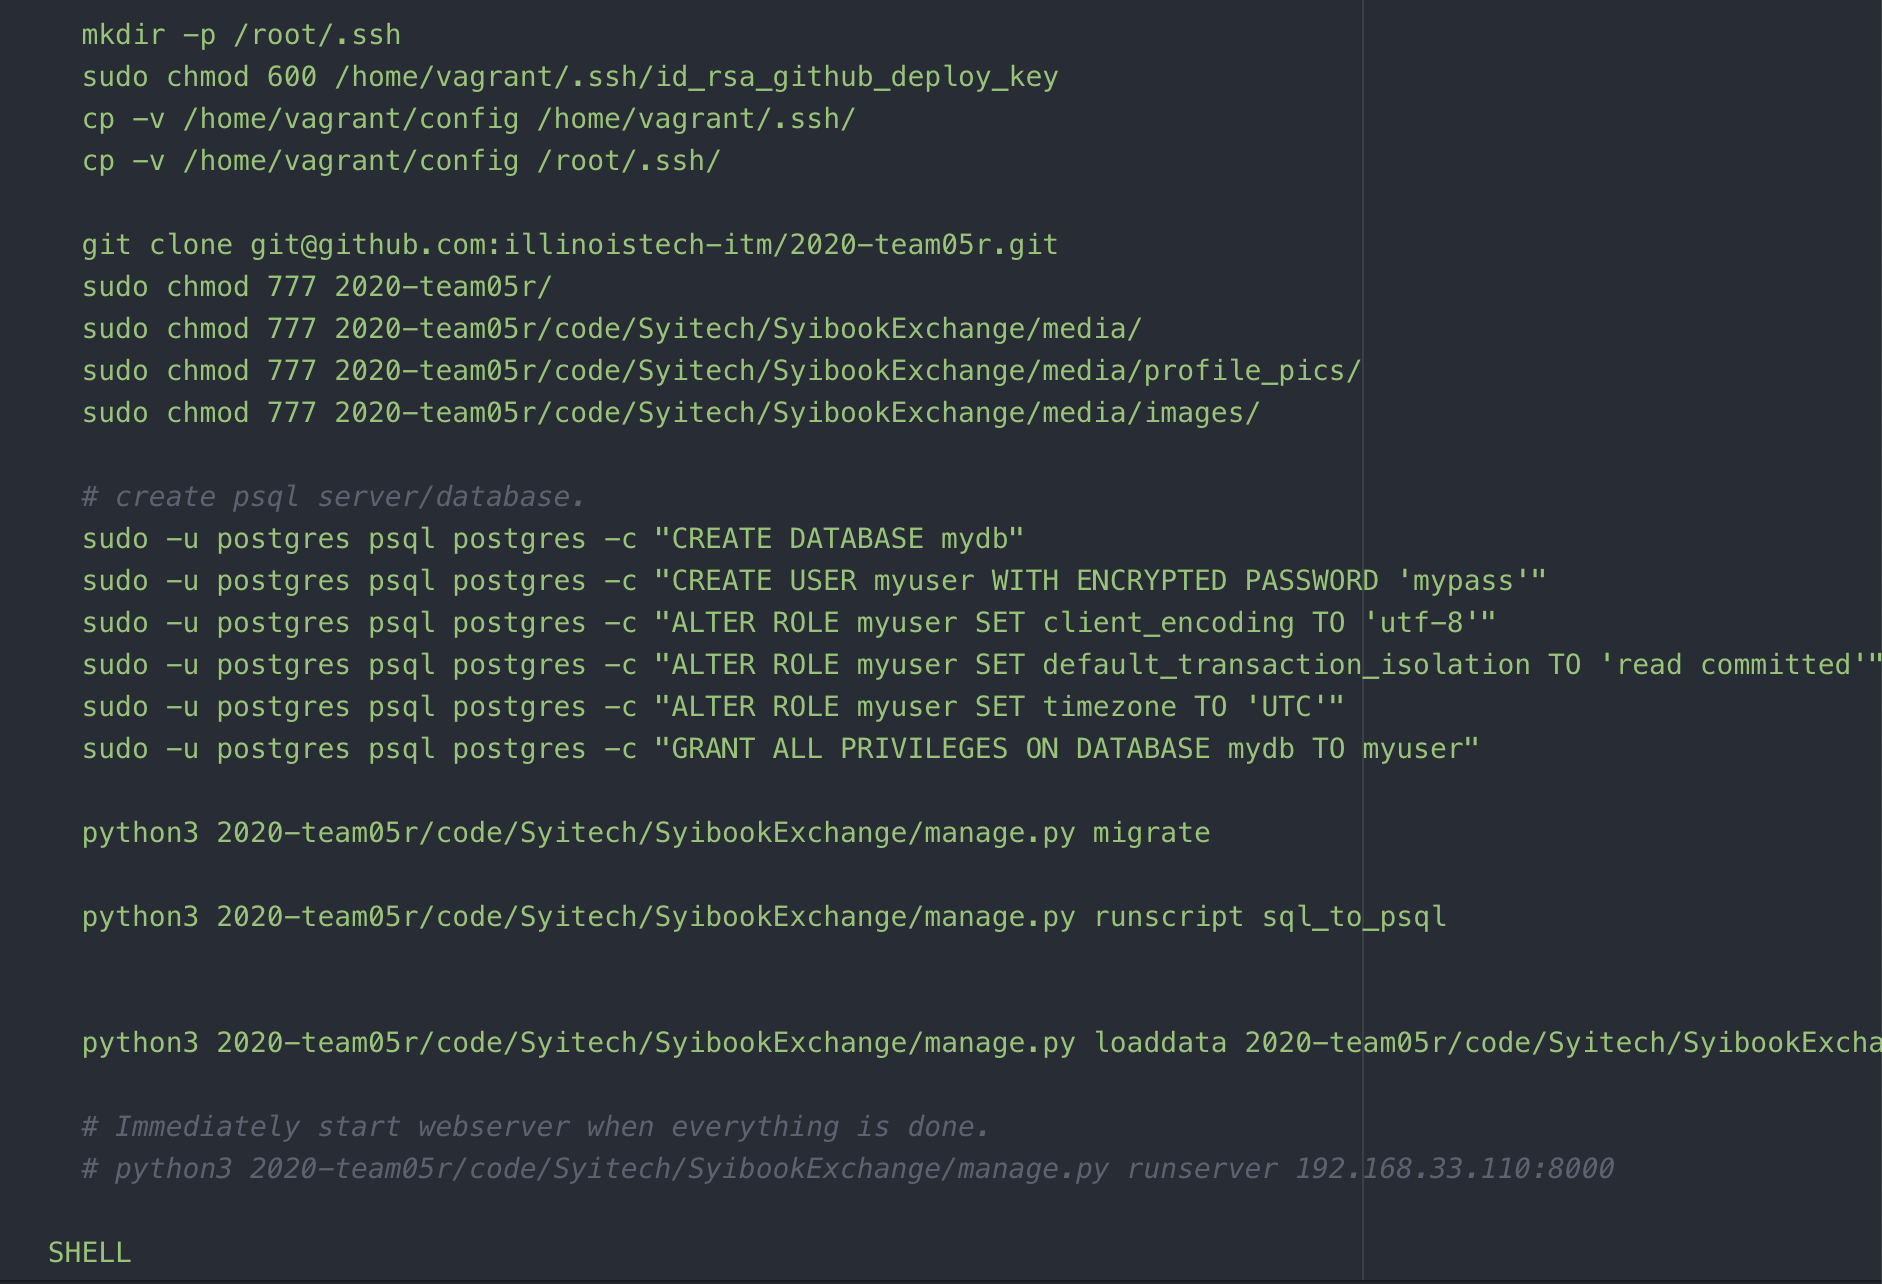 mkdir -p /root/.ssh
sudo chmod 600 /home/vagrant/.ssh/id_rsa_github_deploy_key
cp -v /home/vagrant/config /home/vagrant/.ssh/
cp -v /home/vagrant/config /root/.ssh/
git clone git@github.com:illinoistech-itm/2020-team05r.git
sudo chmod 777 2020-team05r/
sudo chmod 777 2020-team05r/code/Syitech/SyibookExchange/media/
sudo chmod 777 2020-team05r/code/Syitech/SyibookExchange/media/profile_pics/
sudo chmod 777 2020-team05r/code/Syitech/SyibookExchange/media/images/
# create psql server/database.
sudo -u postgres psql postgres -c "CREATE DATABASE mydb"
sudo -u postgres psql postgres -c "CREATE USER myuser WITH ENCRYPTED PASSWORD 'mypass'"
sudo -u postgres psql postgres -c "ALTER ROLE myuser SET client_encoding TO 'utf-8'"
sudo -u postgres psql postgres -c "ALTER ROLE myuser SET default_transaction_isolation TO 'read committed'"
sudo -u postgres psql postgres -c "ALTER ROLE myuser SET timezone TO 'UTC'"
sudo -u postgres psql postgres -c "GRANT ALL PRIVILEGES ON DATABASE mydb TO myuser"
python3 2020-team05r/code/Syitech/SyibookExchange/manage.py migrate
python3 2020-team05r/code/Syitech/SyibookExchange/manage.py runscript sql_to_psql
python3 2020-team05r/code/Syitech/SyibookExchange/manage.py loaddata 2020-team05r/code/Syitech/SyibookExcha
# Immediately start webserver when everything is done.
# python3 2020-team05r/code/Syitech/SyibookExchange/manage.py runserver 192.168.33.110:8000
SHELL